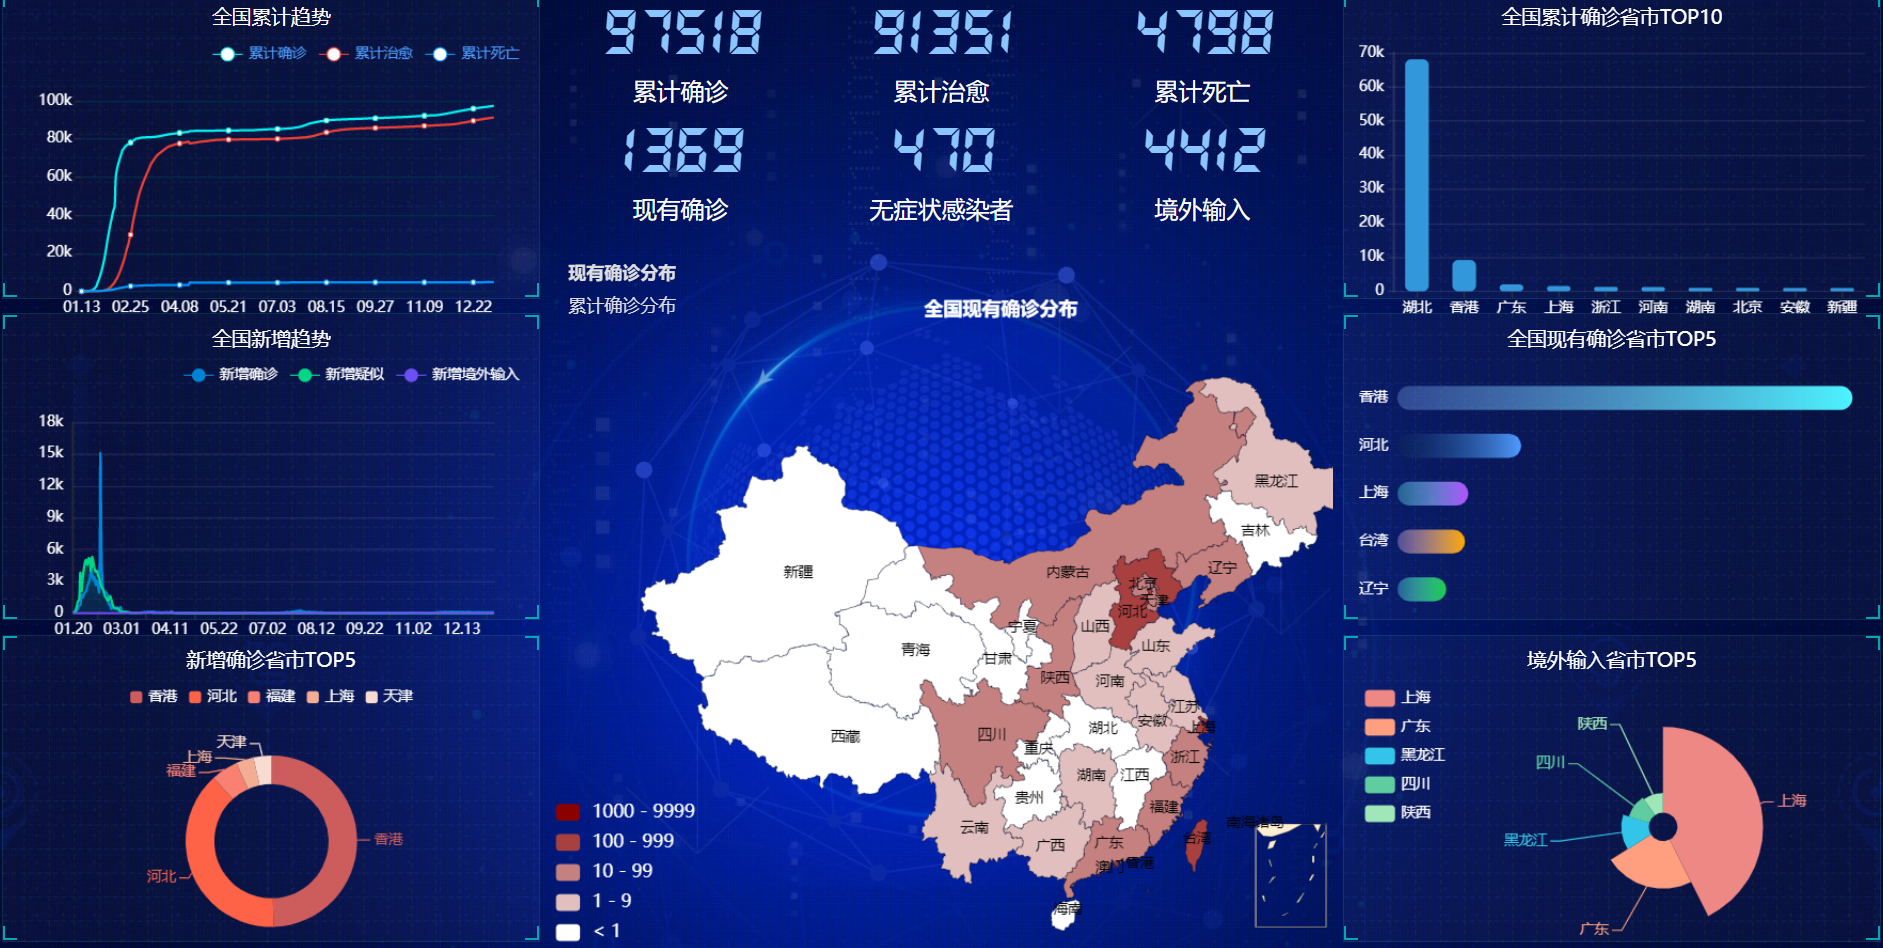 全国累计趋势
累计确诊 累计治愈 累计死亡
100k
80k
60k
40k
20k
0
01.13 02.25 04.08 05.21 07.03 08.15 09.27 11.09 12.22
全国新增趋势
新增确诊 新增疑似 新增境外输入
18k
15k
12k
9k
6k
3k
0
01.20 03.01 04.11 05.22 07.02 08.12 09.22 11.02 12.13
新增确诊省市TOP5
香港 河北 福建 上海 天津
天津
上海
福建
香港
河北
97518 91351 4798
累计确诊 累计治愈 累计死亡
1369 470 4412
现有确诊 无症状感染者 境外输入
现有确诊分布
累计确诊分布
全国现有确诊分布
黑龙江
吉林
辽宁
内蒙古
新疆
北京
天津
河北
宁夏
山西
山东
青海
甘肃
陕西
河南
江苏
安徽
上海
湖北
四川
西藏
重庆
浙江
湖南
江西
贵州
福建
云南
南海诸岛
台湾
广西
广东
香港
澳门
海南
1000 - 9999
100 - 999
10 - 99
1 - 9
< 1
全国累计确诊省市TOP10
70k
60k
50k
40k
30k
20k
10k
0
湖北 香港 广东 上海 浙江 河南 湖南 北京 安徽 新疆
全国现有确诊省市TOP5
香港
河北
上海
台湾
辽宁
境外输入省市TOP5
上海
广东
黑龙江
四川
陕西
陕西
四川
上海
黑龙江
广东